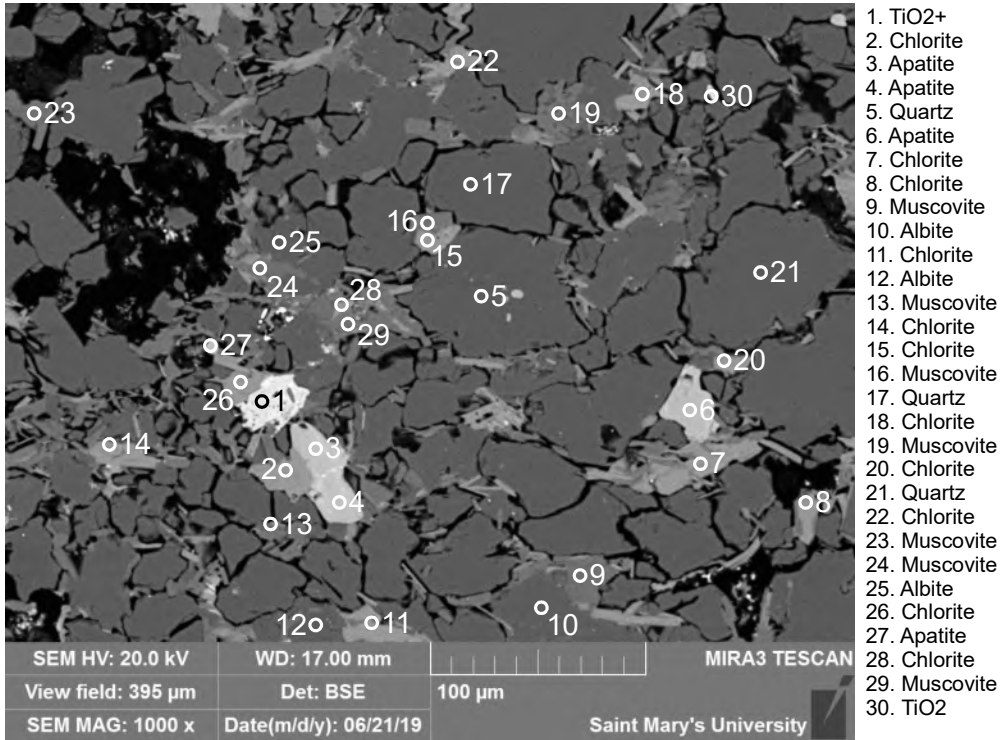 22
18
30
23
19
17
16
25
15
21
24
28
5
29
27
20
26
1
6
14
3
2
7
4
8
13
9
12
11
10
SEM HV: 20.0 kV
WD: 17.00 mm
MIRA3 TESCAN
View field: 395 µm
Det: BSE
100 µm
SEM MAG: 1000 x
Date(m/d/y): 06/21/19
Saint Mary's University
1. TiO2+
2. Chlorite
3. Apatite
4. Apatite
5. Quartz
6. Apatite
7. Chlorite
8. Chlorite
9. Muscovite
10. Albite
11. Chlorite
12. Albite
13. Muscovite
14. Chlorite
15. Chlorite
16. Muscovite
17. Quartz
18. Chlorite
19. Muscovite
20. Chlorite
21. Quartz
22. Chlorite
23. Muscovite
24. Muscovite
25. Albite
26. Chlorite
27. Apatite
28. Chlorite
29. Muscovite
30. TiO2